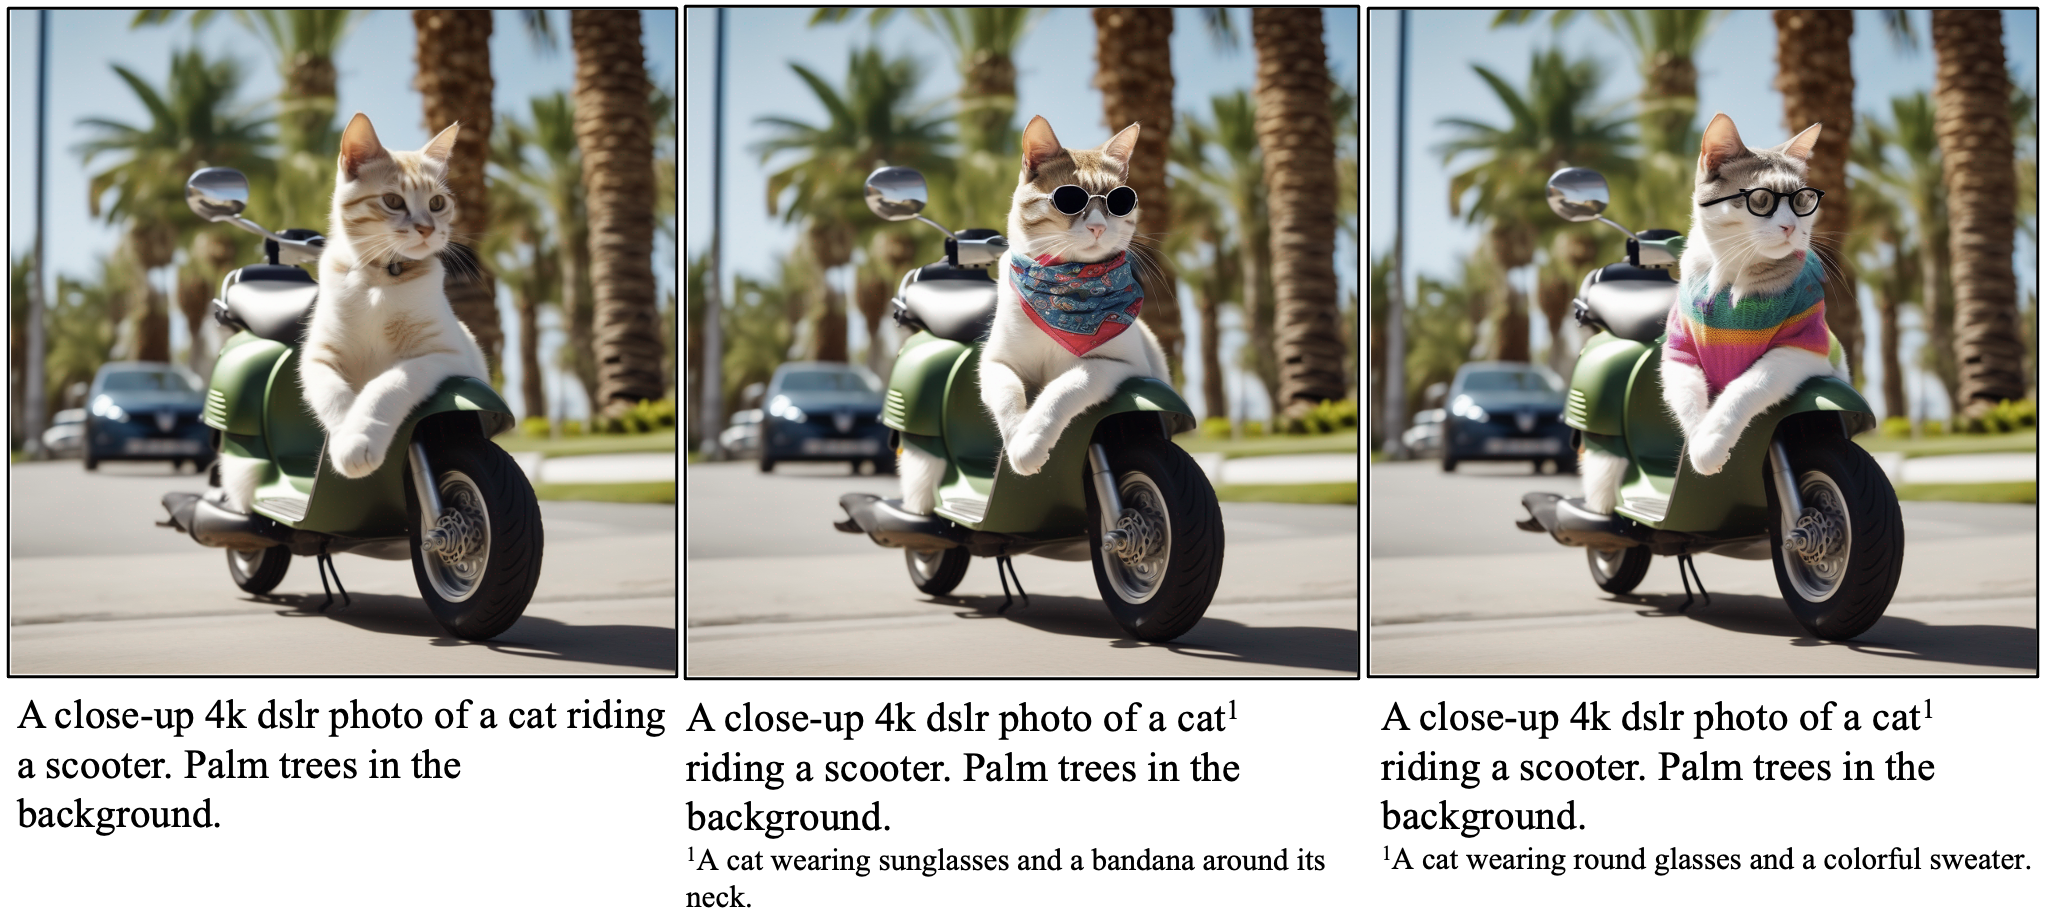 A close-up 4k dslr photo of a cat riding
a scooter. Palm trees in the
background.
A close-up 4k dslr photo of a cat¹
riding a scooter. Palm trees in the
background.
¹A cat wearing sunglasses and a bandana around its
neck.
A close-up 4k dslr photo of a cat¹
riding a scooter. Palm trees in the
background.
¹A cat wearing round glasses and a colorful sweater.